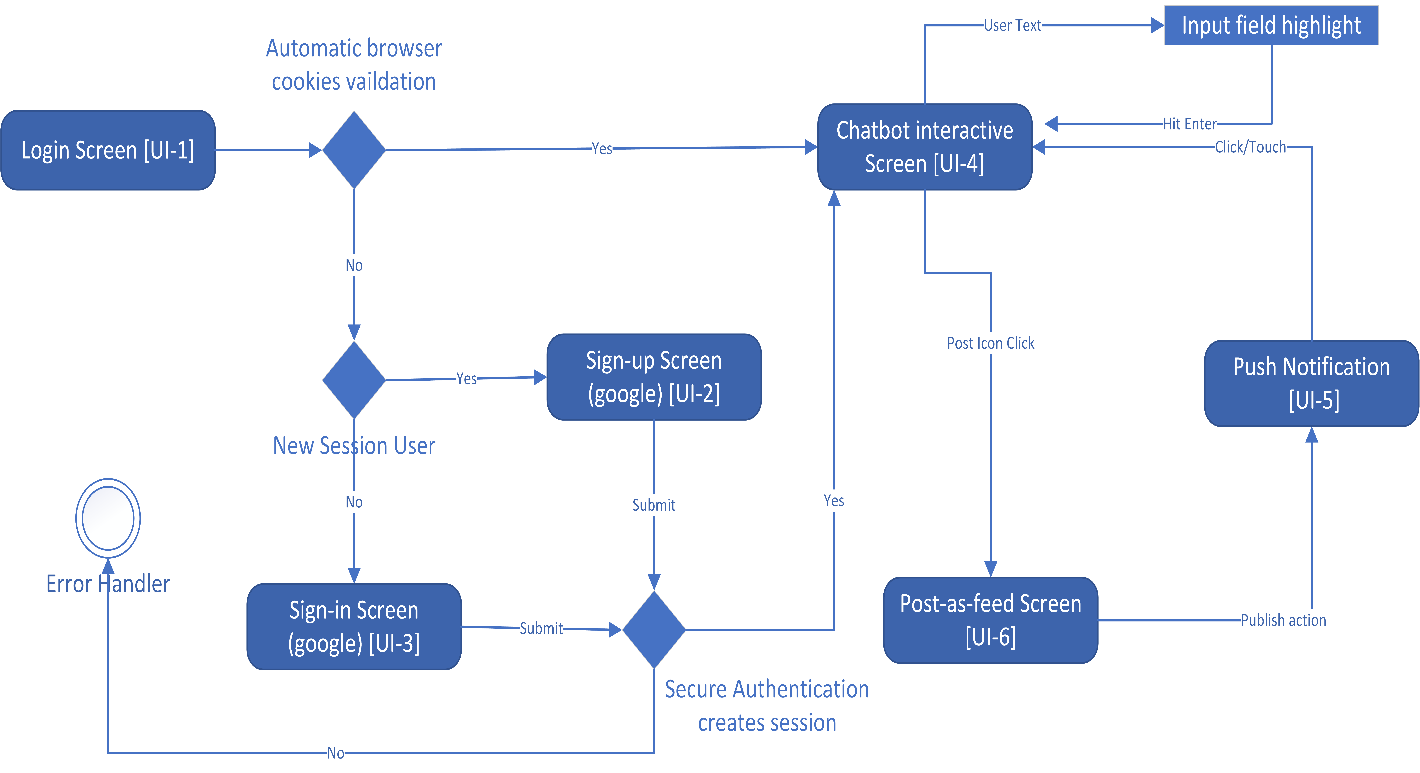 User Text
Input field highlight
Automatic browser
cookies vaildation
Login Screen [UI-1]
Yes
Chatbot interactive
Screen [UI-4]
Hit Enter
Click/Touch
No
Post Icon Click
Sign-up Screen
(google) [UI-2]
Yes
Push Notification
[UI-5]
New Session User
No
Submit
Yes
Error Handler
Sign-in Screen
(google) [UI-3]
Submit
Post-as-feed Screen
[UI-6]
Publish action
Secure Authentication
creates session
No